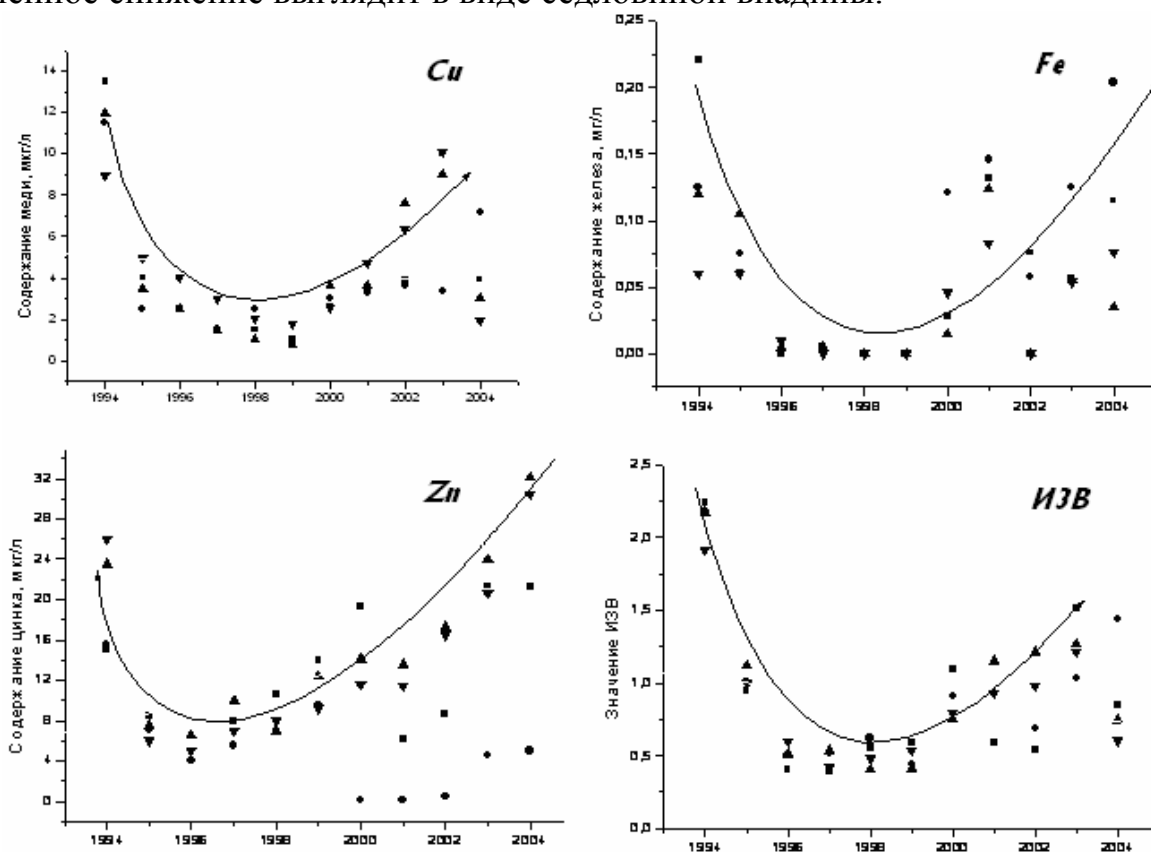 снижение выглядит в виде седловинной впадины.
Cu
Содержание меди, мкг/л
14
12
10
8
6
4
2
0
1994 1996 1998 2000 2002 2004
Fe
Содержание железа, мг/л
0,25
0,20
0,15
0,10
0,05
0,00
1994 1996 1998 2000 2002 2004
Zn
Содержание цинка, мкг/л
32
28
24
20
16
12
8
4
0
1994 1996 1998 2000 2002 2004
ИЗВ
Значение ИЗВ
2,5
2,0
1,5
1,0
0,5
0,0
1994 1996 1998 2000 2002 2004